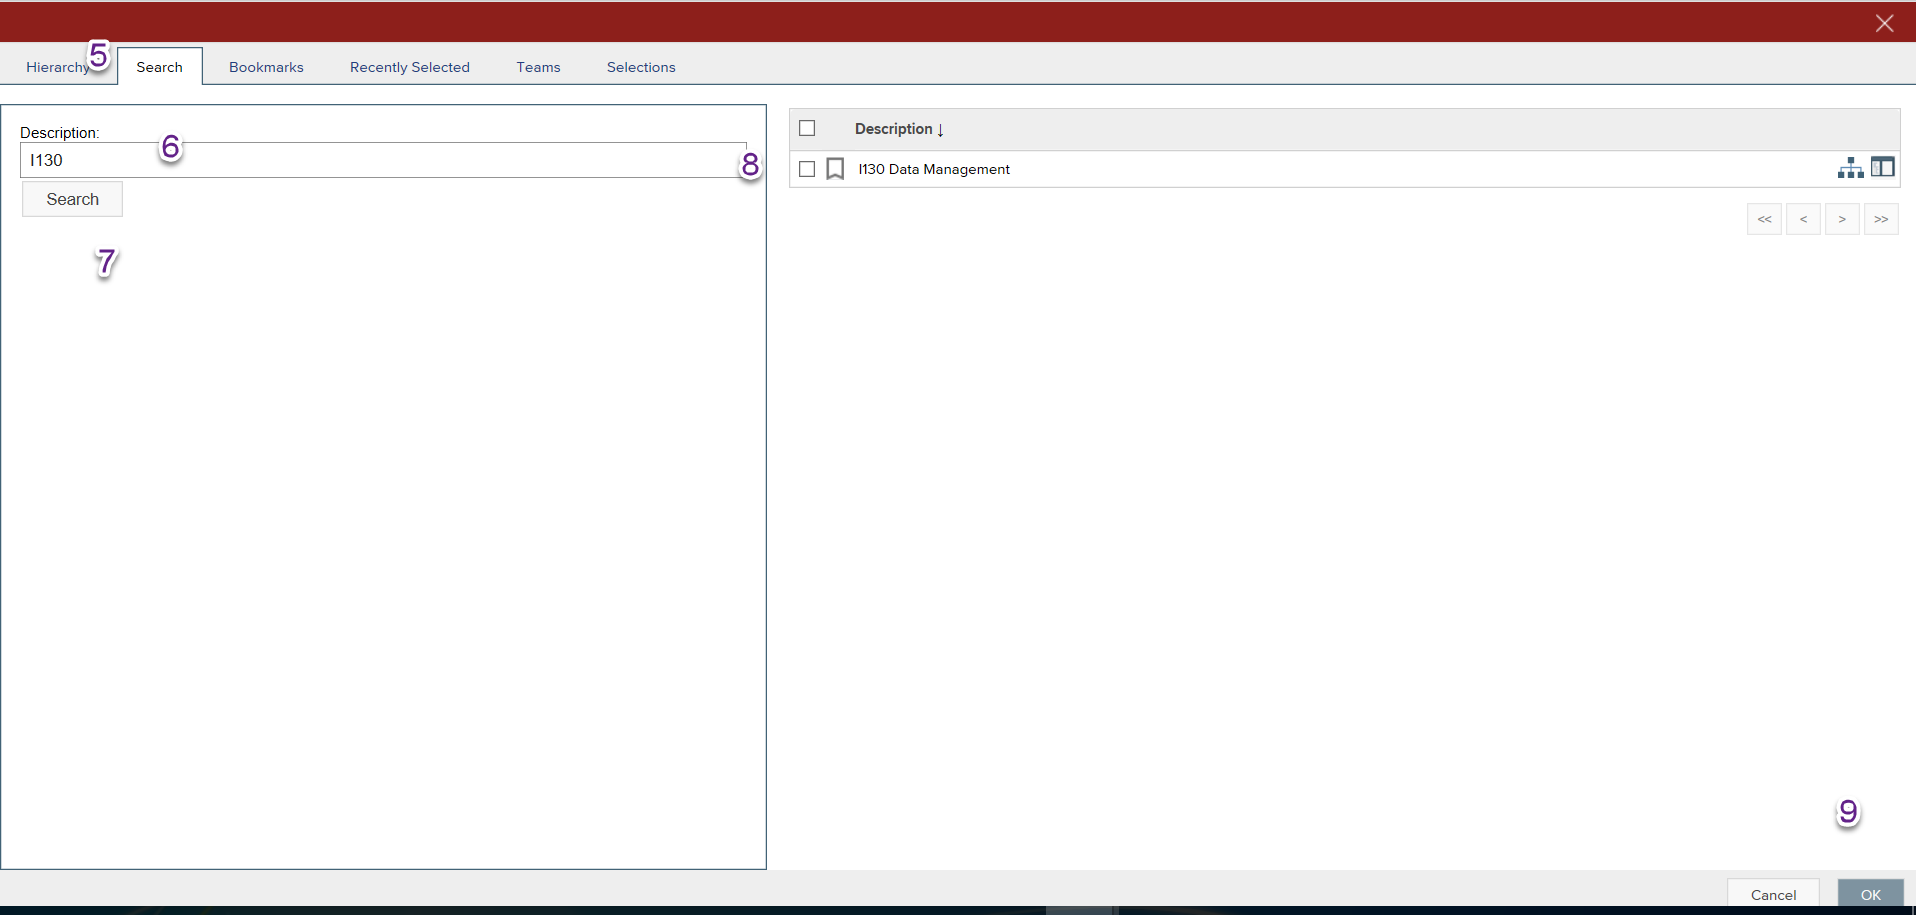 Hierarchy 5 Search Bookmarks Recently Selected Teams Selections
Description:
6
I130
8
Search
7
Description ↓
I130 Data Management
<< < > >>
9
Cancel OK